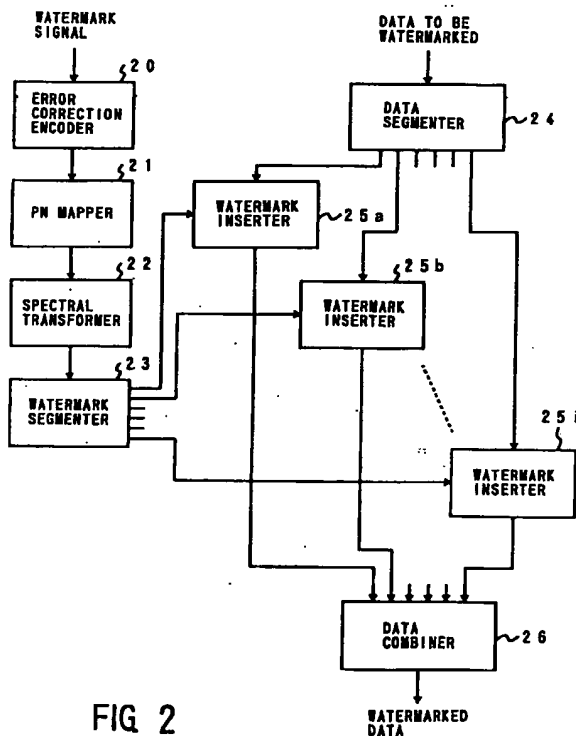 WATERMARK
SIGNAL
20
ERROR
CORRECTION
ENCODER
21
PN MAPPER
22
SPECTRAL
TRANSFORMER
23
WATERMARK
SEGMENTER
DATA TO BE
WATERMARKED
DATA
SEGMENTER
24
WATERMARK
INSERTER
25a
25b
WATERMARK
INSERTER
25i
WATERMARK
INSERTER
DATA
COMBINER
26
WATERMARKED
DATA
FIG 2